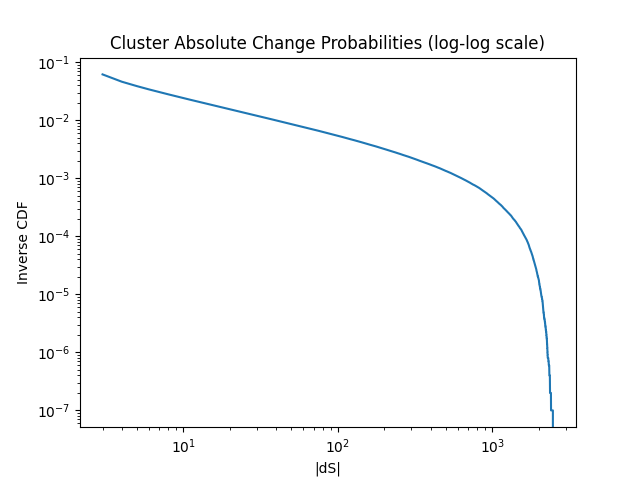 Cluster Absolute Change Probabilities (log-log scale)
Inverse CDF
10⁻¹
10⁻²
10⁻³
10⁻⁴
10⁻⁵
10⁻⁶
10⁻⁷
10¹ 10² 10³
|dS|